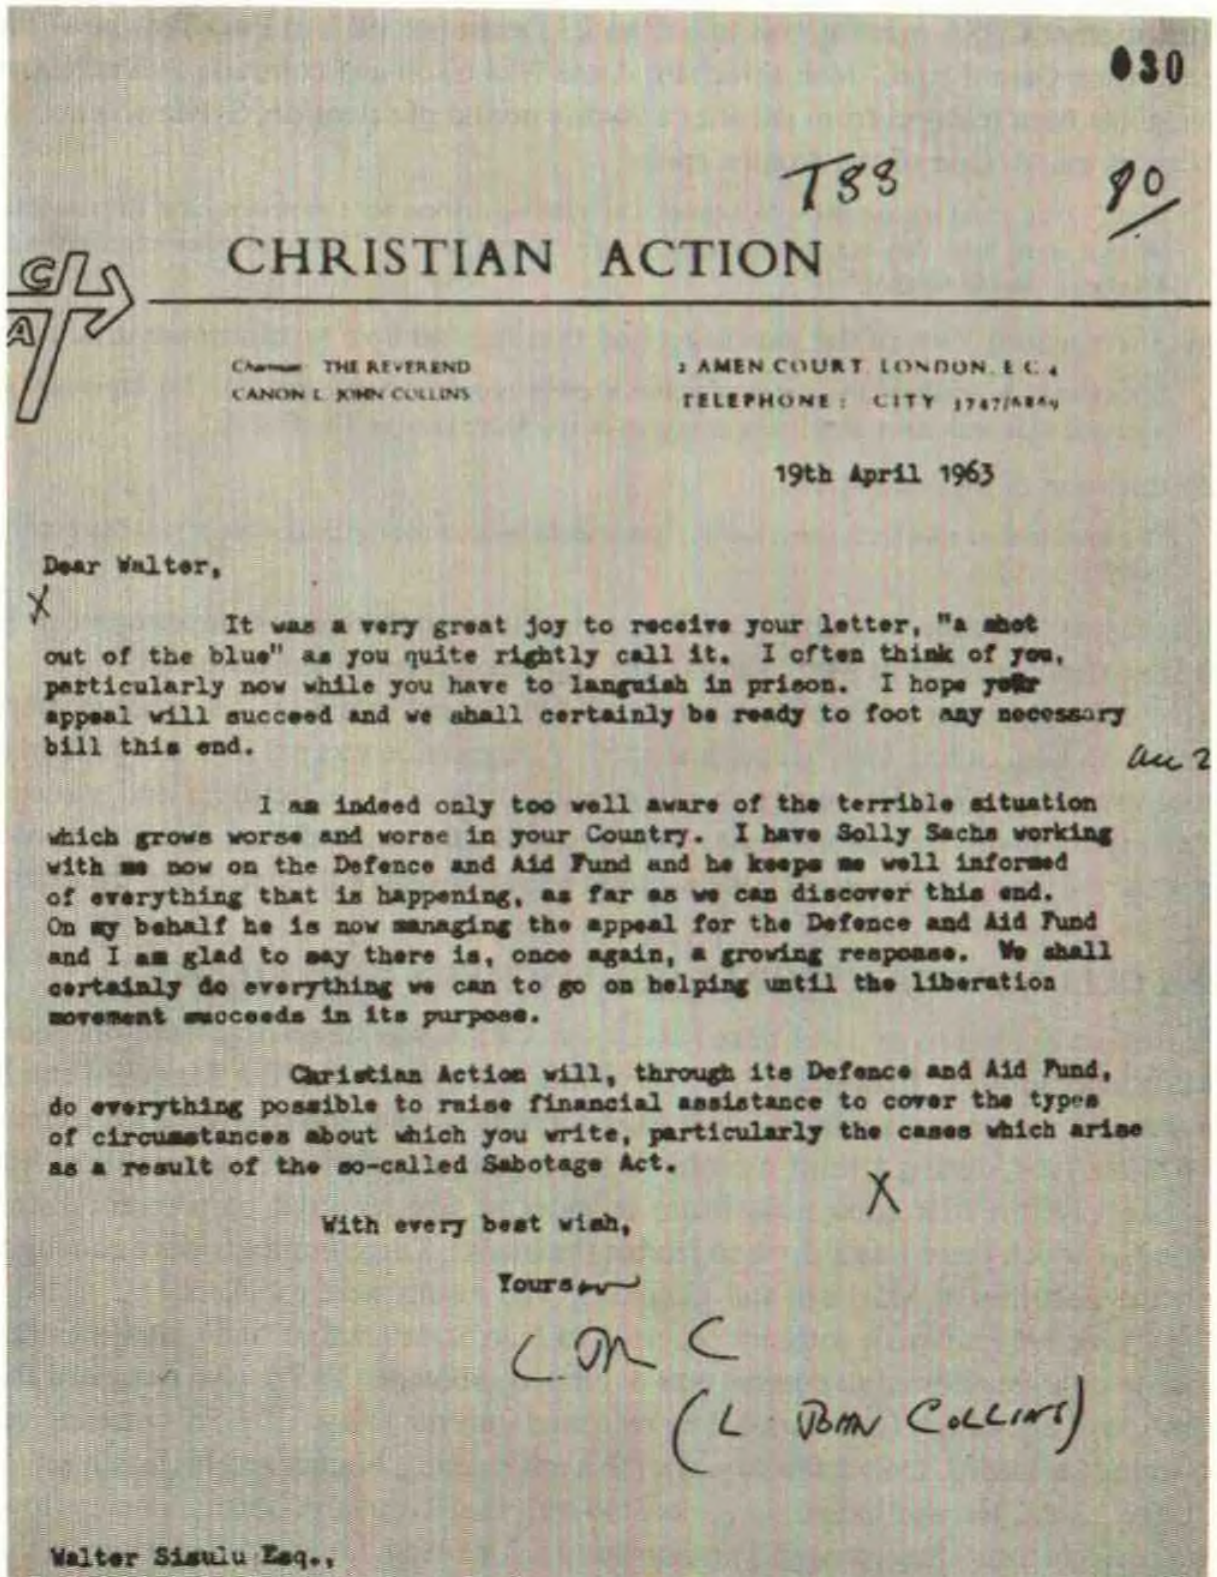 030
T33
90
CHRISTIAN ACTION
C
A
Chairman: THE REVEREND
CANON L. JOHN COLLINS
2 AMEN COURT, LONDON, E.C.4
TELEPHONE: CITY
19th April 1963
Dear Walter,
X
It was a very great joy to receive your letter, "a shot
out of the blue" as you quite rightly call it. I often think of you,
particularly now while you have to languish in prison. I hope your
appeal will succeed and we shall certainly be ready to foot any necessary
bill this end.
I am indeed only too well aware of the terrible situation
which grows worse and worse in your Country. I have Solly Sachs working
with me now on the Defence and Aid Fund and he keeps me well informed
of everything that is happening, as far as we can discover this end.
On my behalf he is now managing the appeal for the Defence and Aid Fund
and I am glad to say there is, once again, a growing response. We shall
certainly do everything we can to go on helping until the liberation
movement succeeds in its purpose.
Christian Action will, through its Defence and Aid Fund,
do everything possible to raise financial assistance to cover the types
of circumstances about which you write, particularly the cases which arise
as a result of the so-called Sabotage Act.
X
With every best wish,
Yours
(L JOHN COLLINS)
Walter Sisulu Esq.,